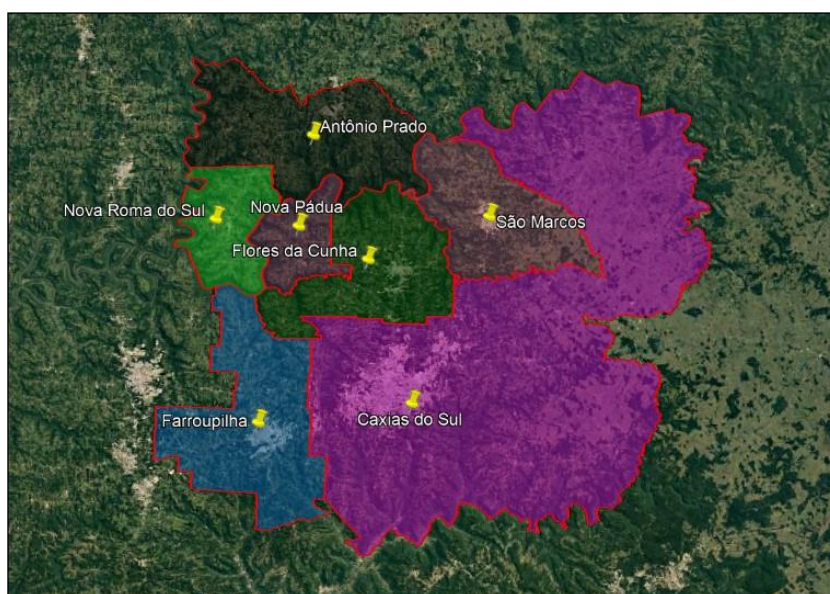 Antônio Prado
Nova Roma do Sul
Nova Pádua
São Marcos
Flores da Cunha
Farroupilha
Caxias do Sul